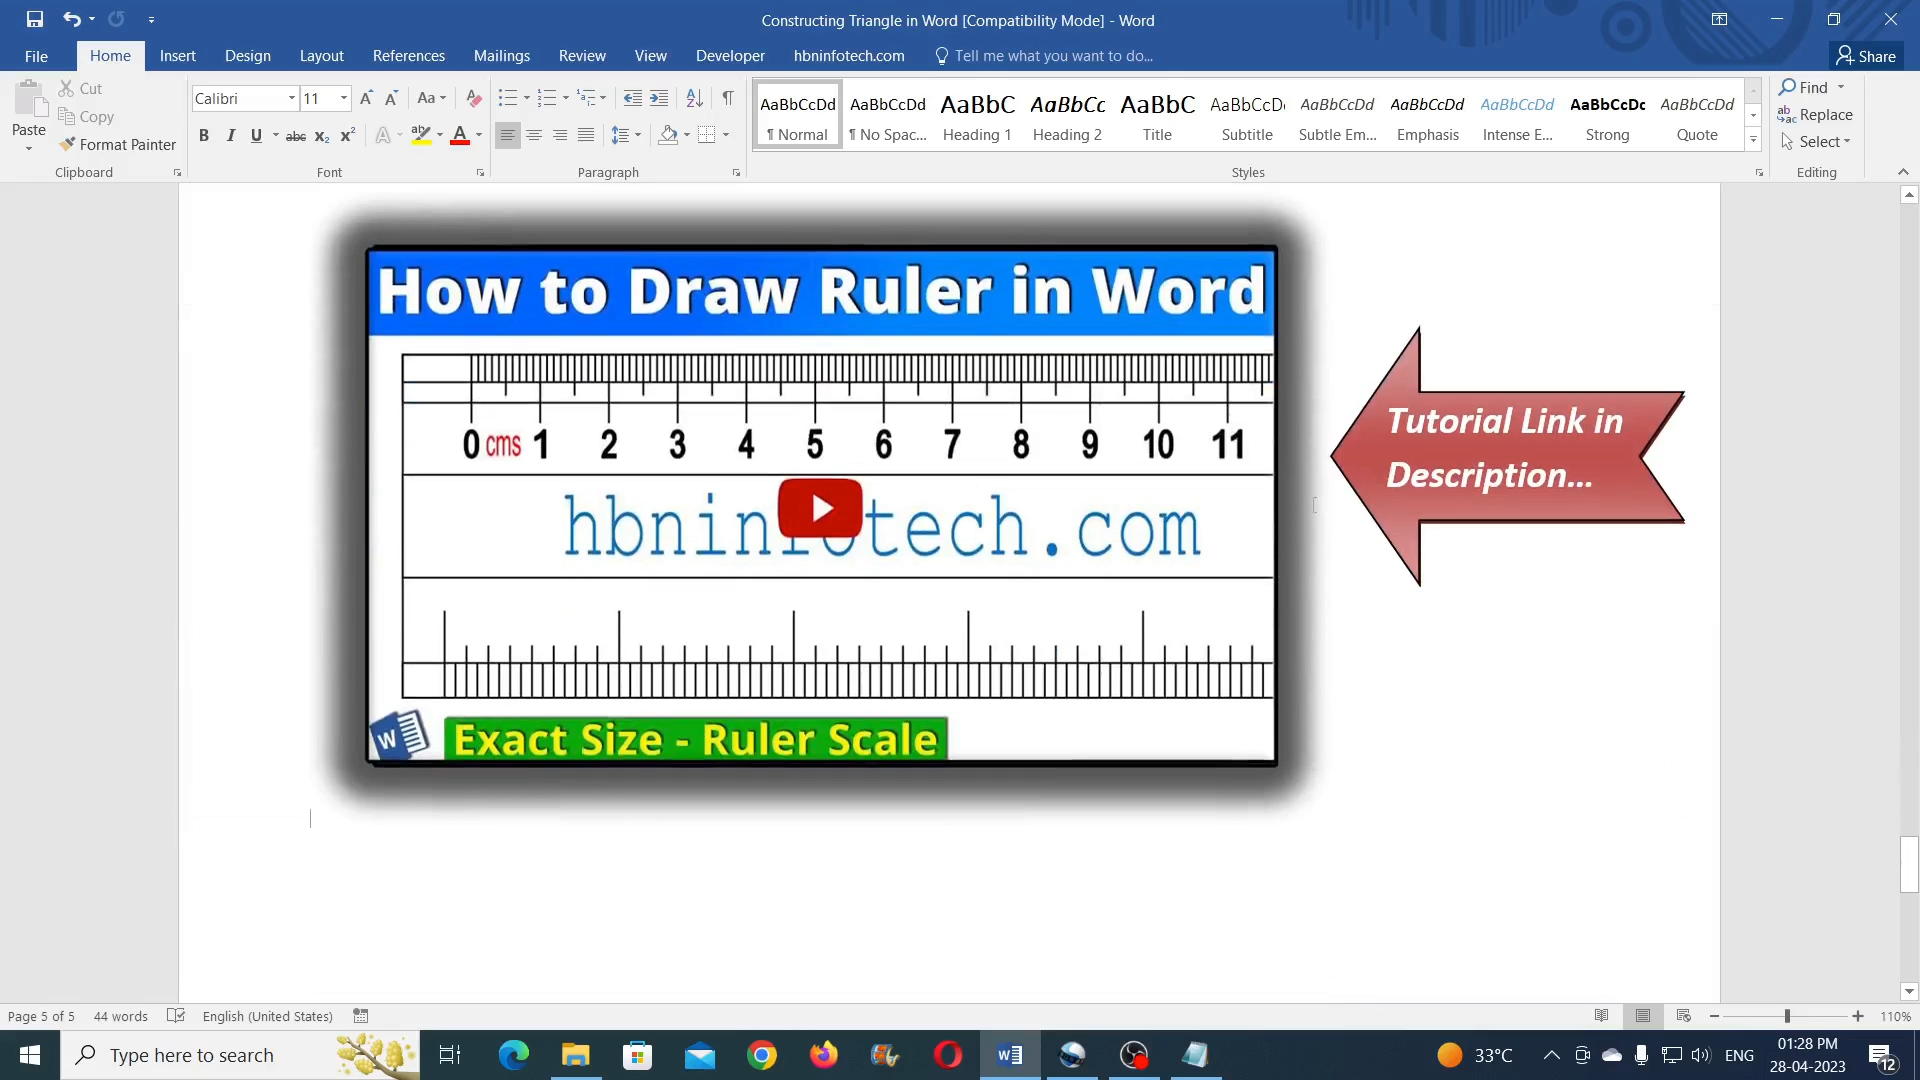 Constructing Triangle in Word [Compatibility Mode] - Word
File Home Insert Design Layout References Mailings Review View Developer hbninfotech.com Tell me what you want to do... Share
Paste
Cut
Copy
Format Painter
Clipboard
Calibri 11
Font
Paragraph
AaBbCcDd AaBbCcDd AaBbC AaBbCc AaBbC AaBbCcD AaBbCcDd AaBbCcDd AaBbCcDd AaBbCcDc AaBbCcDd
¶ Normal ¶ No Spac... Heading 1 Heading 2 Title Subtitle Subtle Em... Emphasis Intense E... Strong Quote
Styles
Find
Replace
Select
Editing
How to Draw Ruler in Word
0 cms 1 2 3 4 5 6 7 8 9 10 11
hbninfotech.com
Exact Size - Ruler Scale
Tutorial Link in
Description...
Page 5 of 5 44 words English (United States) 110%
Type here to search
33°C ENG 01:28 PM
28-04-2023
12